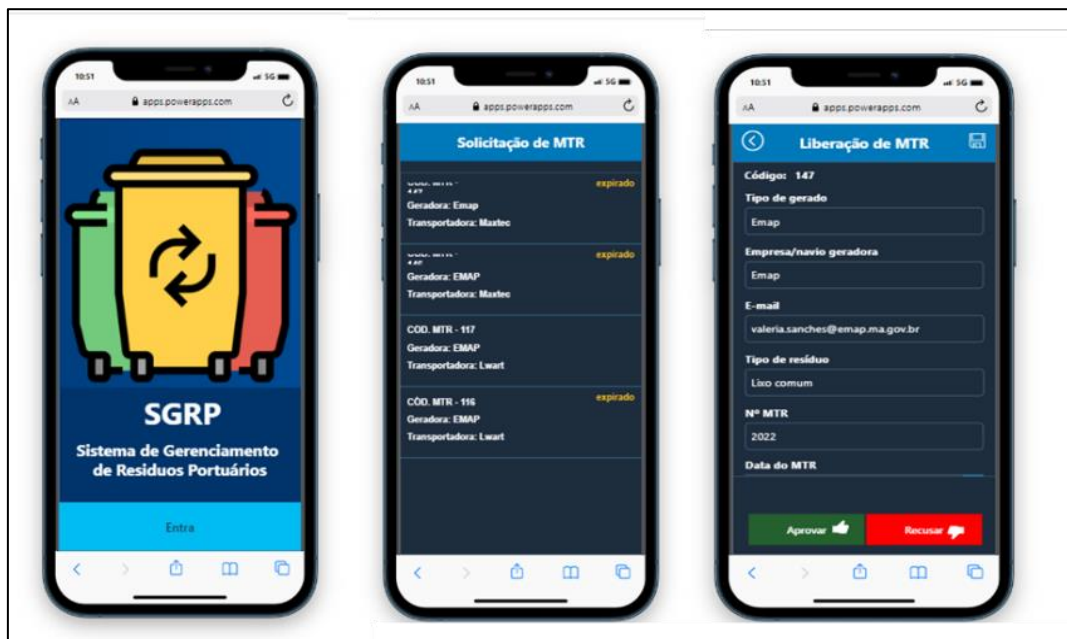 10:51
5G
AA
apps.powerapps.com
SGRP
Sistema de Gerenciamento
de Residuos Portuários
Entra
10:51
5G
AA
apps.powerapps.com
Solicitação de MTR
expirado
Geradora: Emap
Transportadora: Maxtec
expirado
Geradora: EMAP
Transportadora: Maxtec
CÓD. MTR - 117
Geradora: EMAP
Transportadora: Lwart
CÓD. MTR - 116
expirado
Geradora: EMAP
Transportadora: Lwart
10:51
5G
AA
apps.powerapps.com
Liberação de MTR
Código: 147
Tipo de gerado
Emap
Empresa/navio geradora
Emap
E-mail
valeria.sanches@emap.ma.gov.br
Tipo de resíduo
Lixo comum
Nº MTR
2022
Data do MTR
Aprovar
Recusar